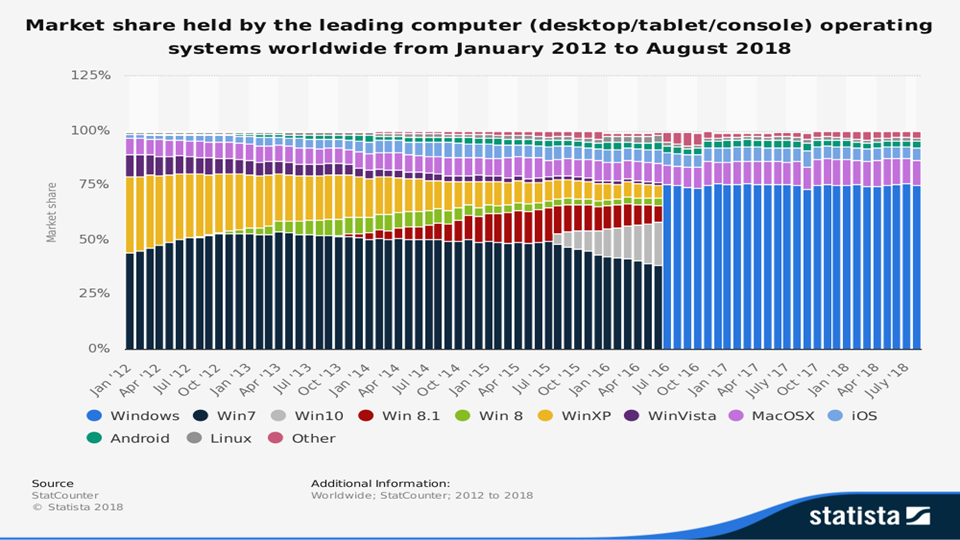 Market share held by the leading computer (desktop/tablet/console) operating
systems worldwide from January 2012 to August 2018
125%
100%
75%
50%
25%
0%
Market share
Jan '12
Apr '12
Jul '12
Oct '12
Jan '13
Apr '13
Jul '13
Oct '13
Jan '14
Apr '14
Jul '14
Oct '14
Jan '15
Apr '15
Jul '15
Oct '15
Jan '16
Apr '16
Jul '16
Oct '16
Jan '17
Apr '17
July '17
Oct '17
Jan '18
Apr '18
July '18
Windows Win7 Win10 Win 8.1 Win 8 WinXP WinVista MacOSX iOS
Android Linux Other
Source
StatCounter
© Statista 2018
Additional Information:
Worldwide; StatCounter; 2012 to 2018
statista